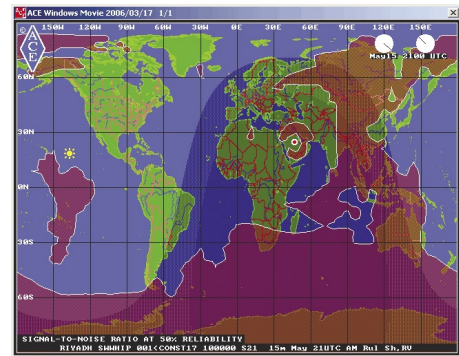 ACE Windows Movie 2006/03/17 1/1
© 150W 120W 90W 60W 30W 0E 30E 60E 90E 120E 150E
ACE
May15 2100 UTC
60N
30N
0N
30S
60S
SIGNAL-TO-NOISE RATIO AT 50% RELIABILITY
RIYADH SWWHIP 001<CONST17 100000 S21 15m May 21UTC AM Rul Sh,RV